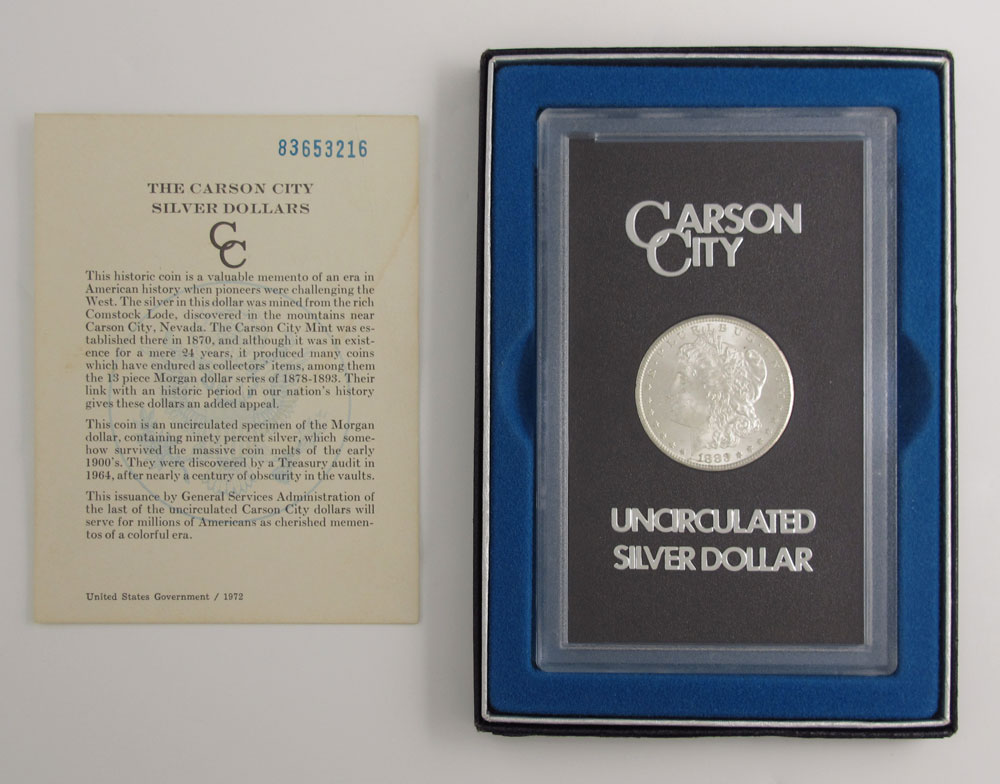 83653216
THE CARSON CITY
SILVER DOLLARS
CC
This historic coin is a valuable memento of an era in
American history when pioneers were challenging the
West. The silver in this dollar was mined from the rich
Comstock Lode, discovered in the mountains near
Carson City, Nevada. The Carson City Mint was es-
tablished there in 1870, and although it was in exist-
ence for a mere 24 years, it produced many coins
which have endured as collectors' items, among them
the 13 piece Morgan dollar series of 1878-1893. Their
link with an historic period in our nation's history
gives these dollars an added appeal.
This coin is an uncirculated specimen of the Morgan
dollar, containing ninety percent silver, which some-
how survived the massive coin melts of the early
1900's. They were discovered by a Treasury audit in
1964, after nearly a century of obscurity in the vaults.
This issuance by General Services Administration of
the last of the uncirculated Carson City dollars will
serve for millions of Americans as cherished memen-
tos of a colorful era.
United States Government / 1972
CARSON
CITY
UNCIRCULATED
SILVER DOLLAR